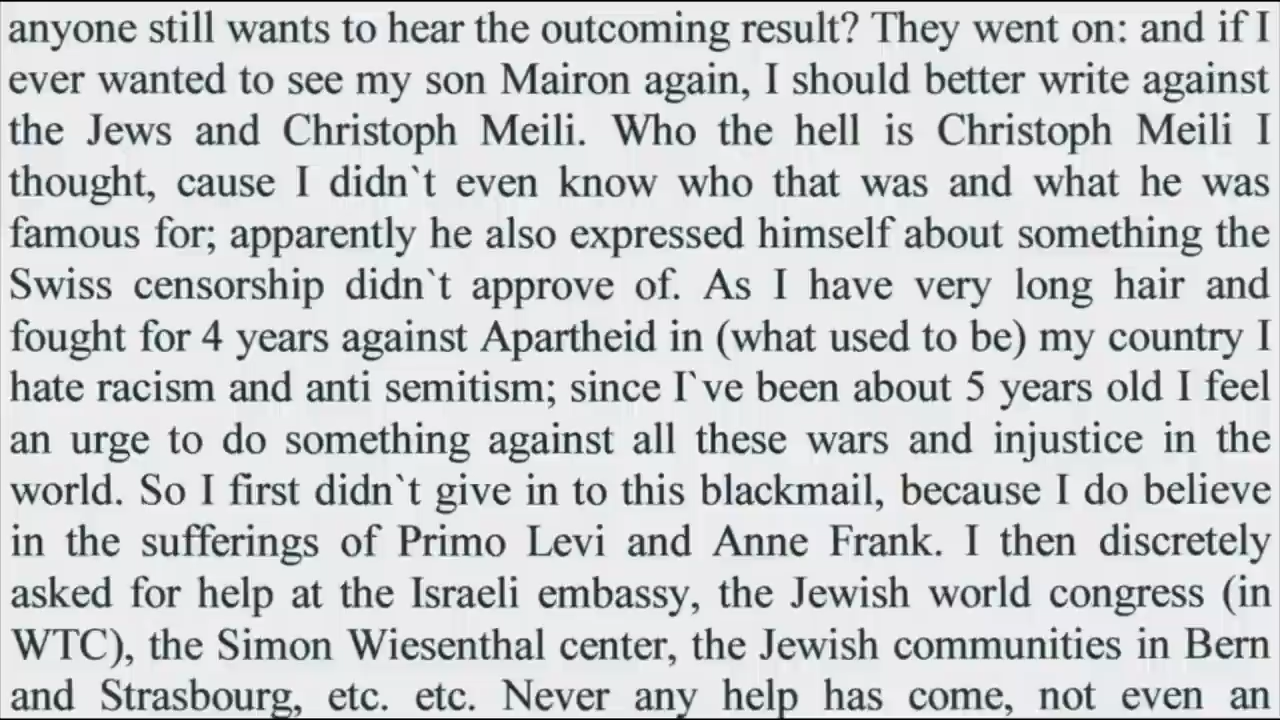 anyone still wants to hear the outcoming result? They went on: and if I
ever wanted to see my son Mairon again, I should better write against
the Jews and Christoph Meili. Who the hell is Christoph Meili I
thought, cause I didn`t even know who that was and what he was
famous for; apparently he also expressed himself about something the
Swiss censorship didn`t approve of. As I have very long hair and
fought for 4 years against Apartheid in (what used to be) my country I
hate racism and anti semitism; since I`ve been about 5 years old I feel
an urge to do something against all these wars and injustice in the
world. So I first didn`t give in to this blackmail, because I do believe
in the sufferings of Primo Levi and Anne Frank. I then discretely
asked for help at the Israeli embassy, the Jewish world congress (in
WTC), the Simon Wiesenthal center, the Jewish communities in Bern
and Strasbourg, etc. etc. Never any help has come, not even an